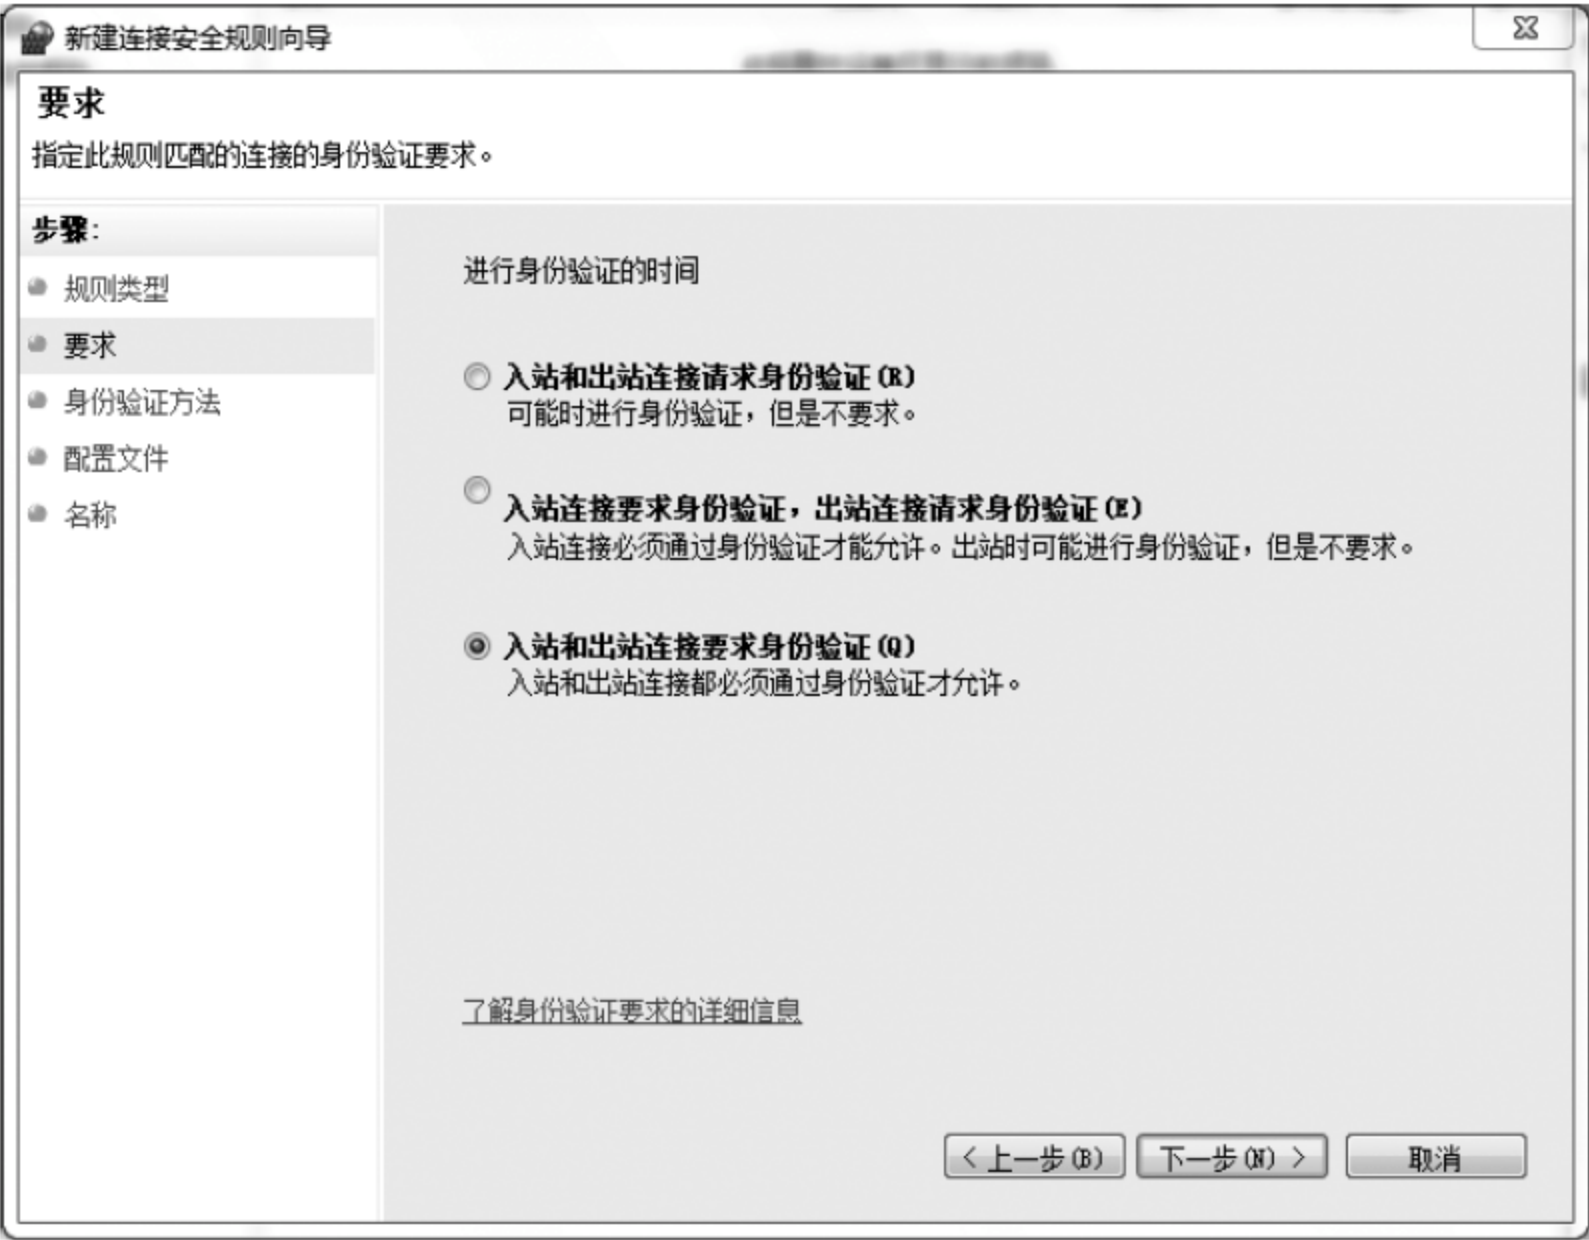 新建连接安全规则向导
要求
指定此规则匹配的连接的身份验证要求。
步骤:
规则类型
要求
身份验证方法
配置文件
名称
进行身份验证的时间
入站和出站连接请求身份验证(R)
可能时进行身份验证，但是不要求。
入站连接要求身份验证，出站连接请求身份验证(E)
入站连接必须通过身份验证才能允许。出站时可能进行身份验证，但是不要求。
入站和出站连接要求身份验证(Q)
入站和出站连接都必须通过身份验证才允许。
了解身份验证要求的详细信息
< 上一步(B) 下一步(N) > 取消